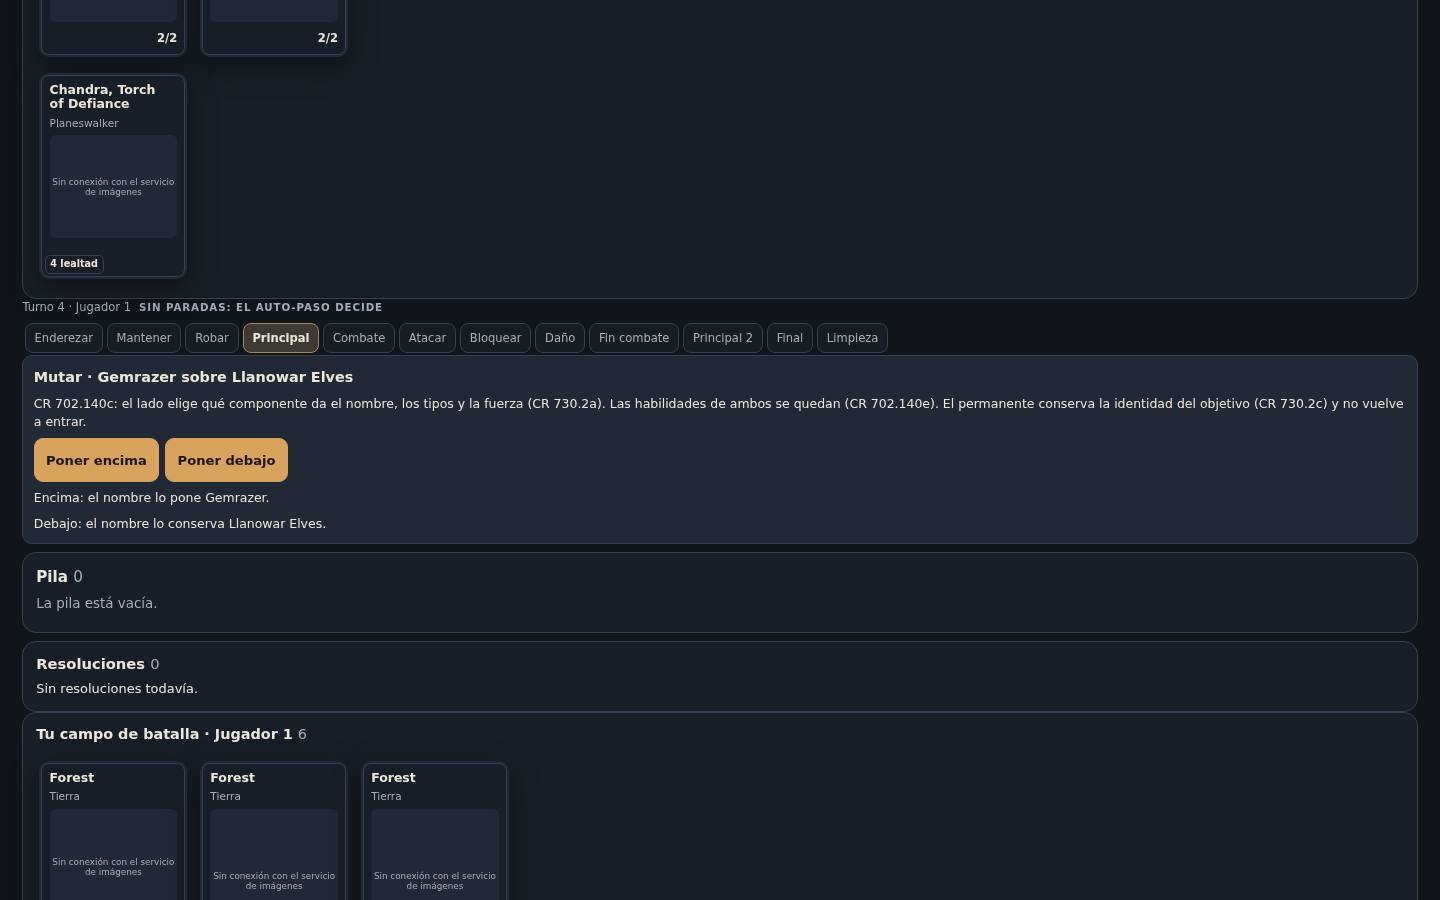 2/2
2/2
Chandra, Torch
of Defiance
Planeswalker
Sin conexión con el servicio
de imágenes
4 lealtad
Turno 4 · Jugador 1 SIN PARADAS: EL AUTO-PASO DECIDE
Enderezar Mantener Robar Principal Combate Atacar Bloquear Daño Fin combate Principal 2 Final Limpieza
Mutar · Gemrazer sobre Llanowar Elves
CR 702.140c: el lado elige qué componente da el nombre, los tipos y la fuerza (CR 730.2a). Las habilidades de ambos se quedan (CR 702.140e). El permanente conserva la identidad del objetivo (CR 730.2c) y no vuelve
a entrar.
Poner encima Poner debajo
Encima: el nombre lo pone Gemrazer.
Debajo: el nombre lo conserva Llanowar Elves.
Pila 0
La pila está vacía.
Resoluciones 0
Sin resoluciones todavía.
Tu campo de batalla · Jugador 1 6
Forest Forest Forest
Tierra Tierra Tierra
Sin conexión con el servicio
de imágenes
Sin conexión con el servicio
de imágenes
Sin conexión con el servicio
de imágenes